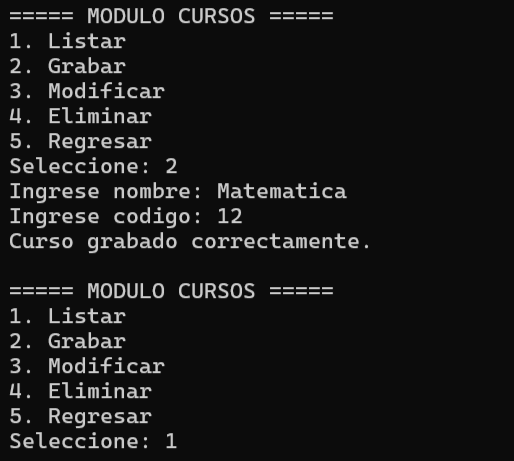 ===== MODULO CURSOS =====
1. Listar
2. Grabar
3. Modificar
4. Eliminar
5. Regresar
Seleccione: 2
Ingrese nombre: Matematica
Ingrese codigo: 12
Curso grabado correctamente.

===== MODULO CURSOS =====
1. Listar
2. Grabar
3. Modificar
4. Eliminar
5. Regresar
Seleccione: 1